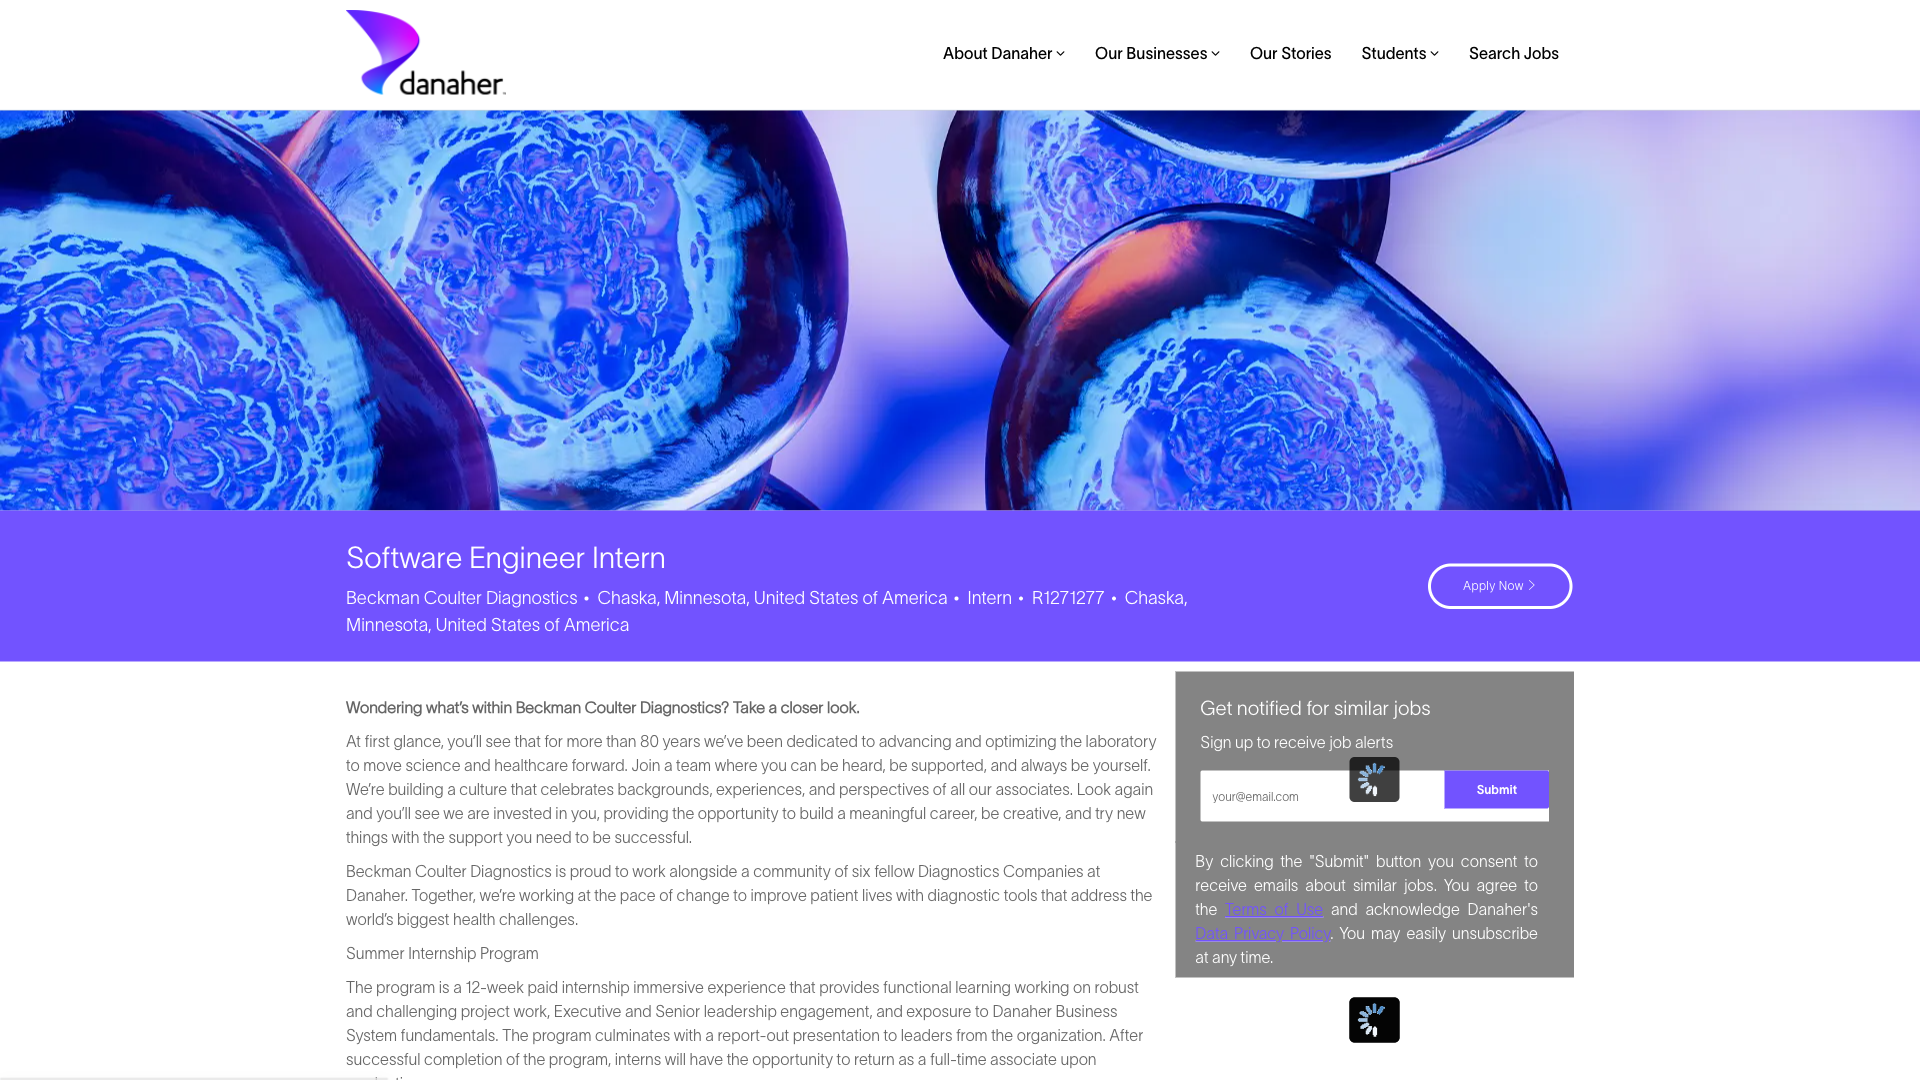 danaher
About Danaher
Our Businesses
Our Stories
Students
Search Jobs
Software Engineer Intern
Beckman Coulter Diagnostics • Chaska, Minnesota, United States of America • Intern • R1271277 • Chaska,
Minnesota, United States of America
Apply Now
Wondering what’s within Beckman Coulter Diagnostics? Take a closer look.
At first glance, you’ll see that for more than 80 years we’ve been dedicated to advancing and optimizing the laboratory
to move science and healthcare forward. Join a team where you can be heard, be supported, and always be yourself.
We’re building a culture that celebrates backgrounds, experiences, and perspectives of all our associates. Look again
and you’ll see we are invested in you, providing the opportunity to build a meaningful career, be creative, and try new
things with the support you need to be successful.
Beckman Coulter Diagnostics is proud to work alongside a community of six fellow Diagnostics Companies at
Danaher. Together, we’re working at the pace of change to improve patient lives with diagnostic tools that address the
world’s biggest health challenges.
Summer Internship Program
The program is a 12-week paid internship immersive experience that provides functional learning working on robust
and challenging project work, Executive and Senior leadership engagement, and exposure to Danaher Business
System fundamentals. The program culminates with a report-out presentation to leaders from the organization. After
successful completion of the program, interns will have the opportunity to return as a full-time associate upon
Get notified for similar jobs
Sign up to receive job alerts
your@email.com
Submit
By clicking the "Submit" button you consent to
receive emails about similar jobs. You agree to
the Terms of Use and acknowledge Danaher's
Data Privacy Policy. You may easily unsubscribe
at any time.